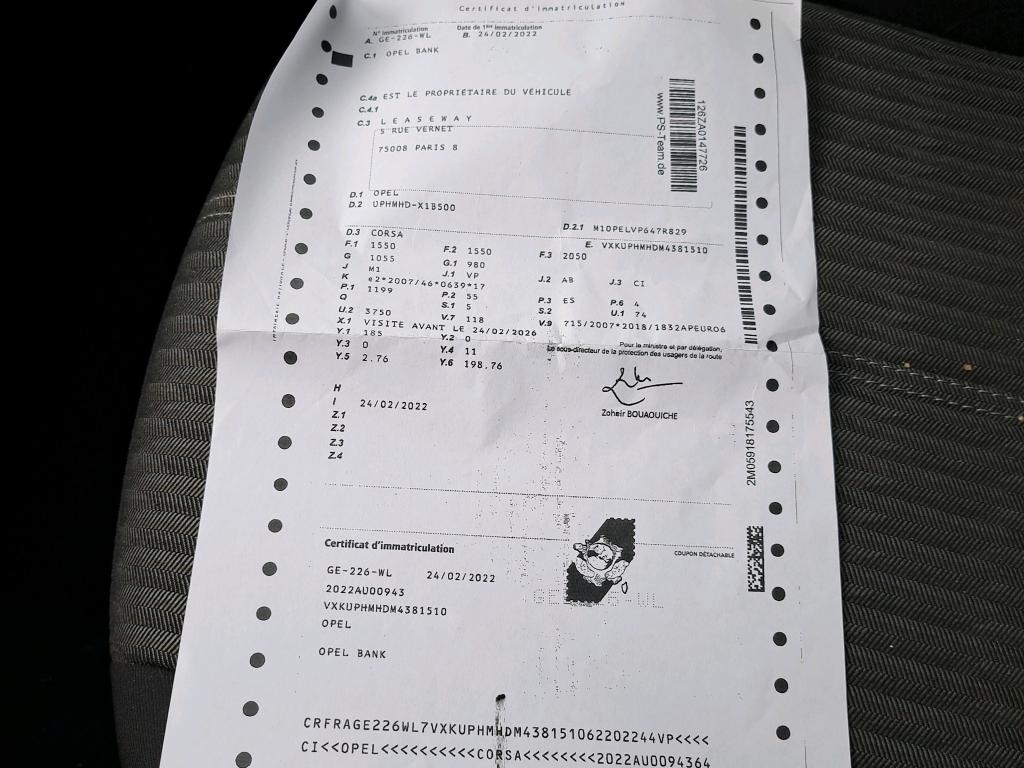 Certificat d'immatriculation
N° immatriculation Date de 1ère immatriculation
A. GE-226-WL B. 24/02/2022
C.1 OPEL BANK
C.4a EST LE PROPRIÉTAIRE DU VÉHICULE
C.4.1
C.3 LEASEWAY
5 RUE VERNET
75008 PARIS 8
126ZA0147726
www.PS-Team.de
D.1 OPEL
D.2 UPHMHD-X1B500
D.2.1 M10PELVP647R829
D.3 CORSA E. VXKUPHMHDM4381510
F.1 1550 F.2 1550 F.3 2050
G 1055 G.1 980
J M1 J.1 VP J.2 AB J.3 CI
K e2*2007/46*0639*17
P.1 1199 P.2 55 P.3 ES P.6 4
Q S.1 5 S.2 U.1 74
U.2 3750 V.7 118 V.9 715/2007*2018/1832APEURO6
X.1 VISITE AVANT LE 24/02/2026
Y.1 185 Y.2 0
Y.3 0 Y.4 11
Y.5 2.76 Y.6 198.76
Pour le ministre et par délégation,
Le sous-directeur de la protection des usagers de la route
Zoheir BOUAOUICHE
H
I 24/02/2022
Z.1
Z.2
Z.3
Z.4
2M05918175543
Certificat d'immatriculation
COUPON DÉTACHABLE
GE-226-WL 24/02/2022
2022AU00943
VXKUPHMHDM4381510
OPEL
OPEL BANK
CRFRAGE226WL7VXKUPHMHDM438151062202244VP<<<<
CI<<OPEL<<<<<<<<<<CORSA<<<<<<<<2022AU0094364